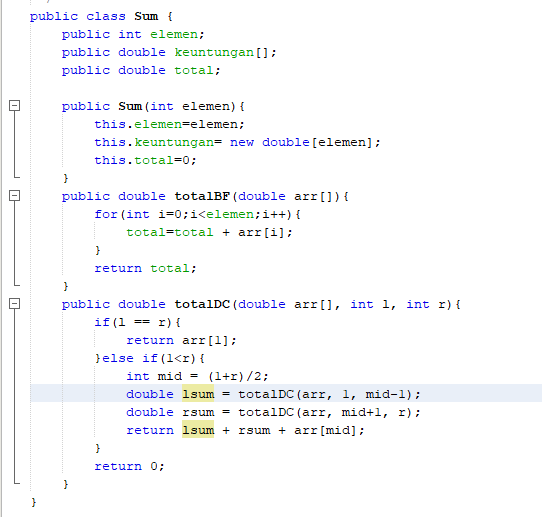 public class Sum {
    public int elemen;
    public double keuntungan[];
    public double total;

    public Sum(int elemen){
        this.elemen=elemen;
        this.keuntungan= new double[elemen];
        this.total=0;
    }
    public double totalBF(double arr[]){
        for(int i=0;i<elemen;i++){
            total=total + arr[i];
        }
        return total;
    }
    public double totalDC(double arr[], int l, int r){
        if(l == r){
            return arr[l];
        }else if(l<r){
            int mid = (l+r)/2;
            double lsum = totalDC(arr, l, mid-1);
            double rsum = totalDC(arr, mid+1, r);
            return lsum + rsum + arr[mid];
        }
        return 0;
    }
}